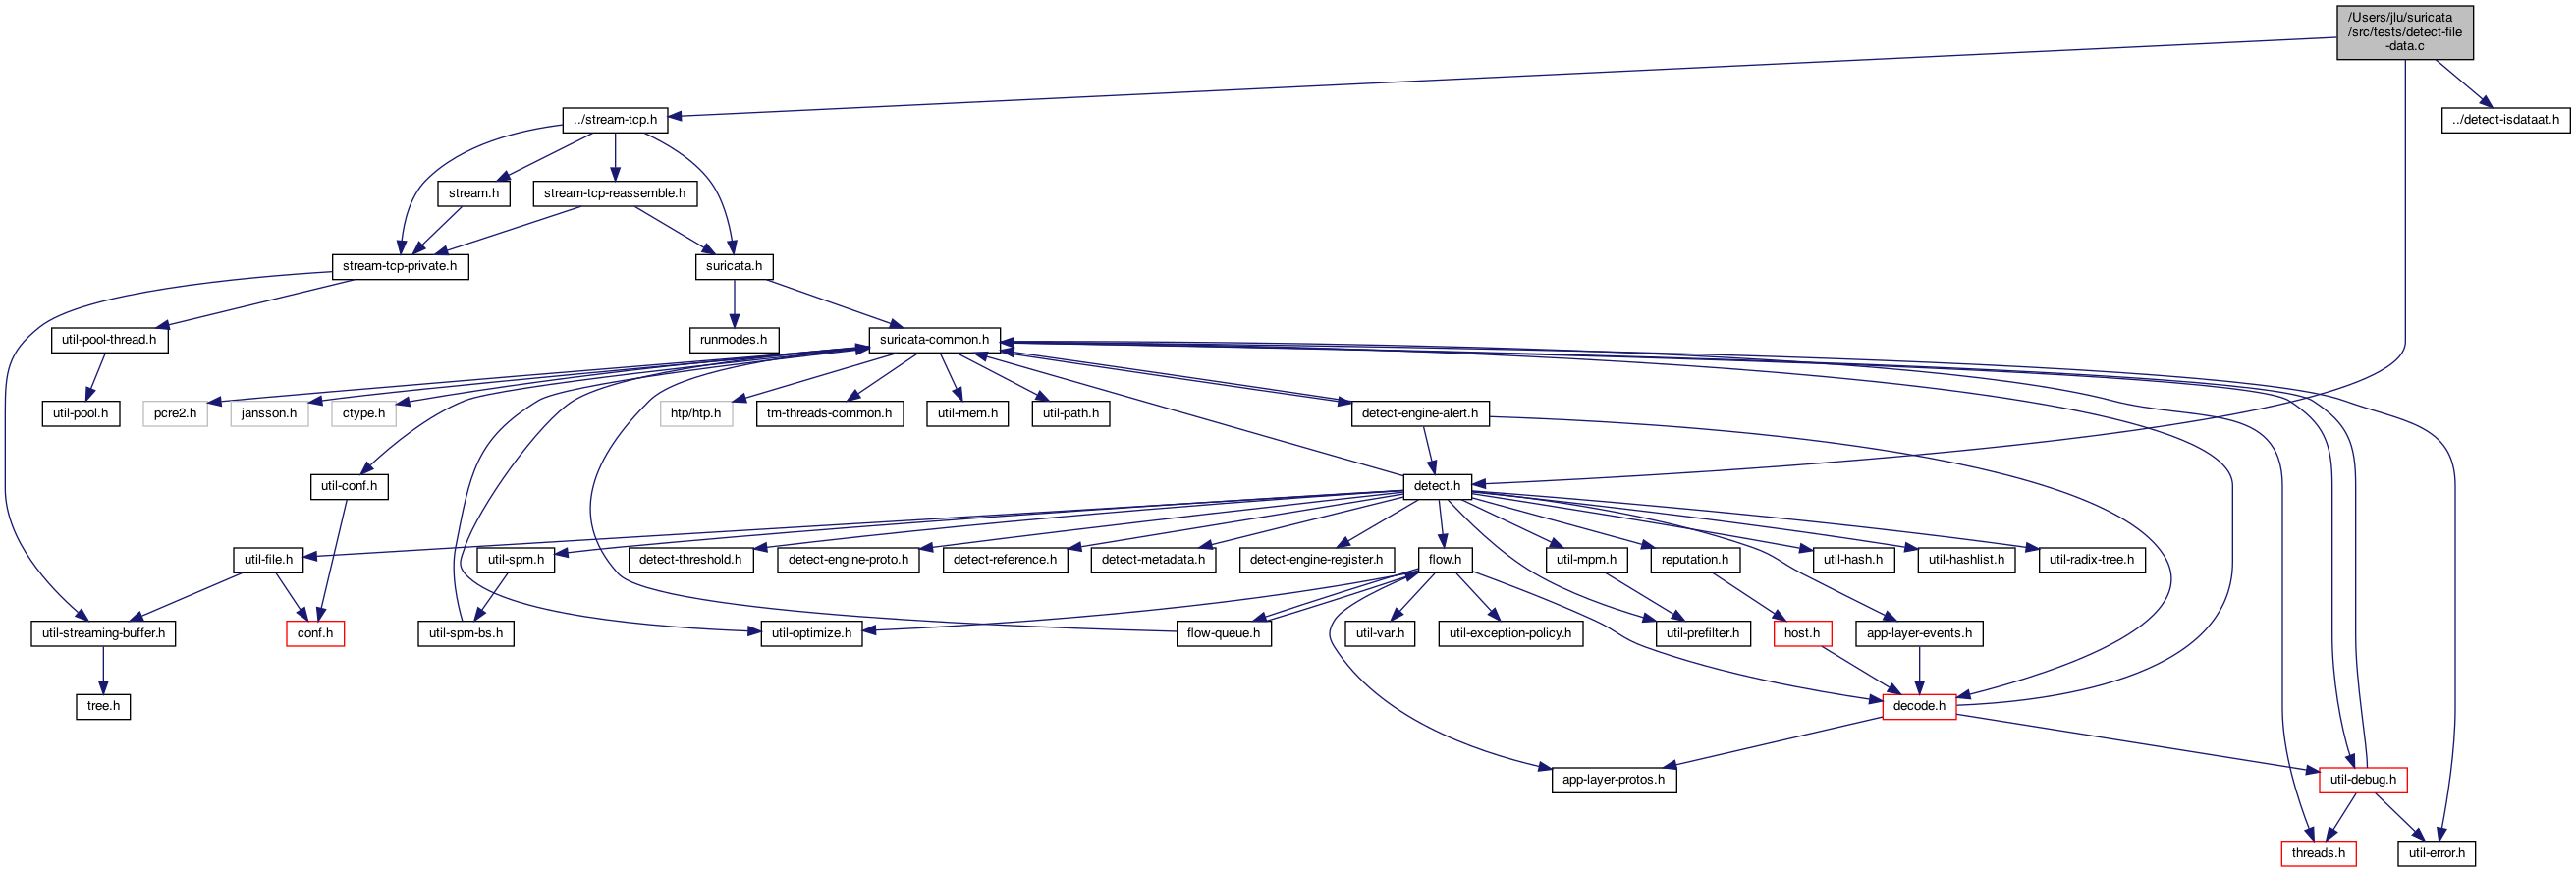 /Users/jlu/suricata
/src/tests/detect-file
-data.c
../stream-tcp.h
../detect-isdataat.h
stream.h
stream-tcp-reassemble.h
stream-tcp-private.h
suricata.h
util-pool-thread.h
runmodes.h
suricata-common.h
util-pool.h
pcre2.h
jansson.h
ctype.h
htp/htp.h
tm-threads-common.h
util-mem.h
util-path.h
detect-engine-alert.h
util-conf.h
detect.h
util-file.h
util-spm.h
detect-threshold.h
detect-engine-proto.h
detect-reference.h
detect-metadata.h
detect-engine-register.h
flow.h
util-mpm.h
reputation.h
util-hash.h
util-hashlist.h
util-radix-tree.h
util-streaming-buffer.h
conf.h
util-spm-bs.h
util-optimize.h
flow-queue.h
util-var.h
util-exception-policy.h
util-prefilter.h
host.h
app-layer-events.h
tree.h
decode.h
app-layer-protos.h
util-debug.h
threads.h
util-error.h